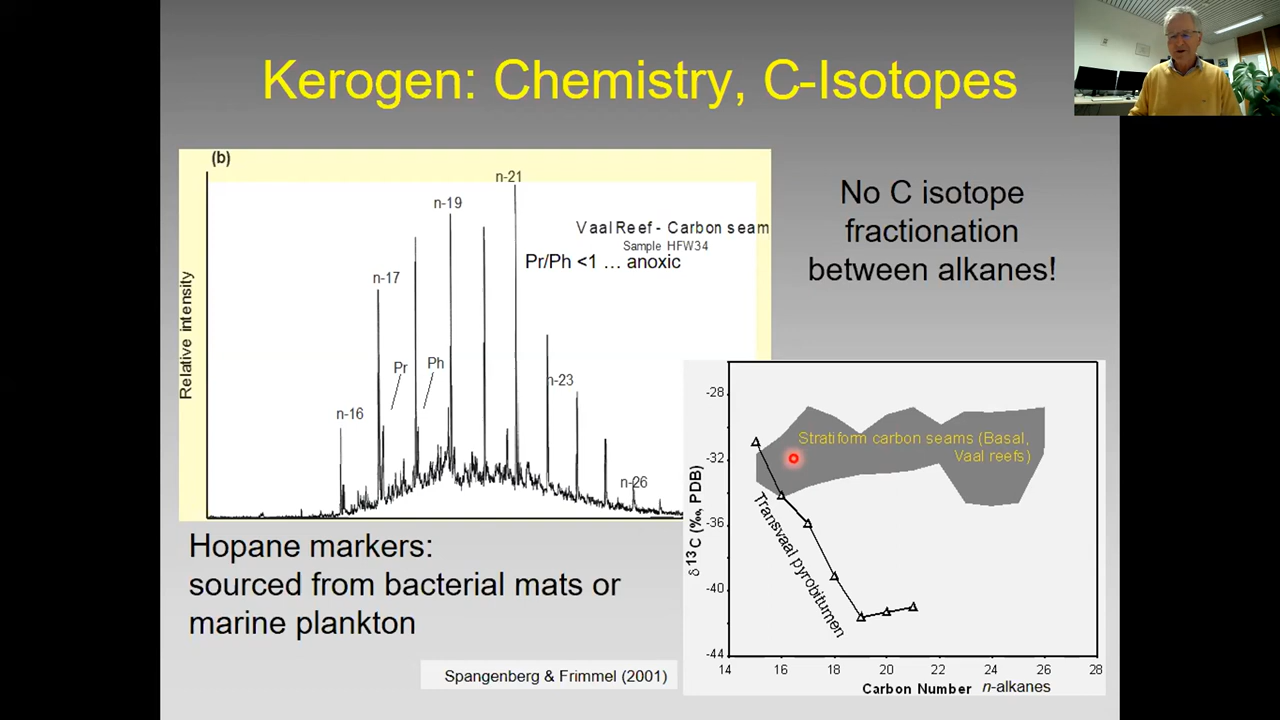 Kerogen: Chemistry, C-Isotopes
(b)
n-21
n-19
Vaal Reef - Carbon seam
Sample HFW34
Pr/Ph <1 ... anoxic
n-17
Relative intensity
Pr
Ph
n-23
n-16
n-26
No C isotope
fractionation
between alkanes!
Hopane markers:
sourced from bacterial mats or
marine plankton
Spangenberg & Frimmel (2001)
-28
-32
-36
-40
-44
δ13C (‰, PDB)
Stratiform carbon seams (Basal,
Vaal reefs)
Transvaal pyrobitumen
14
16
18
20
22
24
26
28
Carbon Number n-alkanes